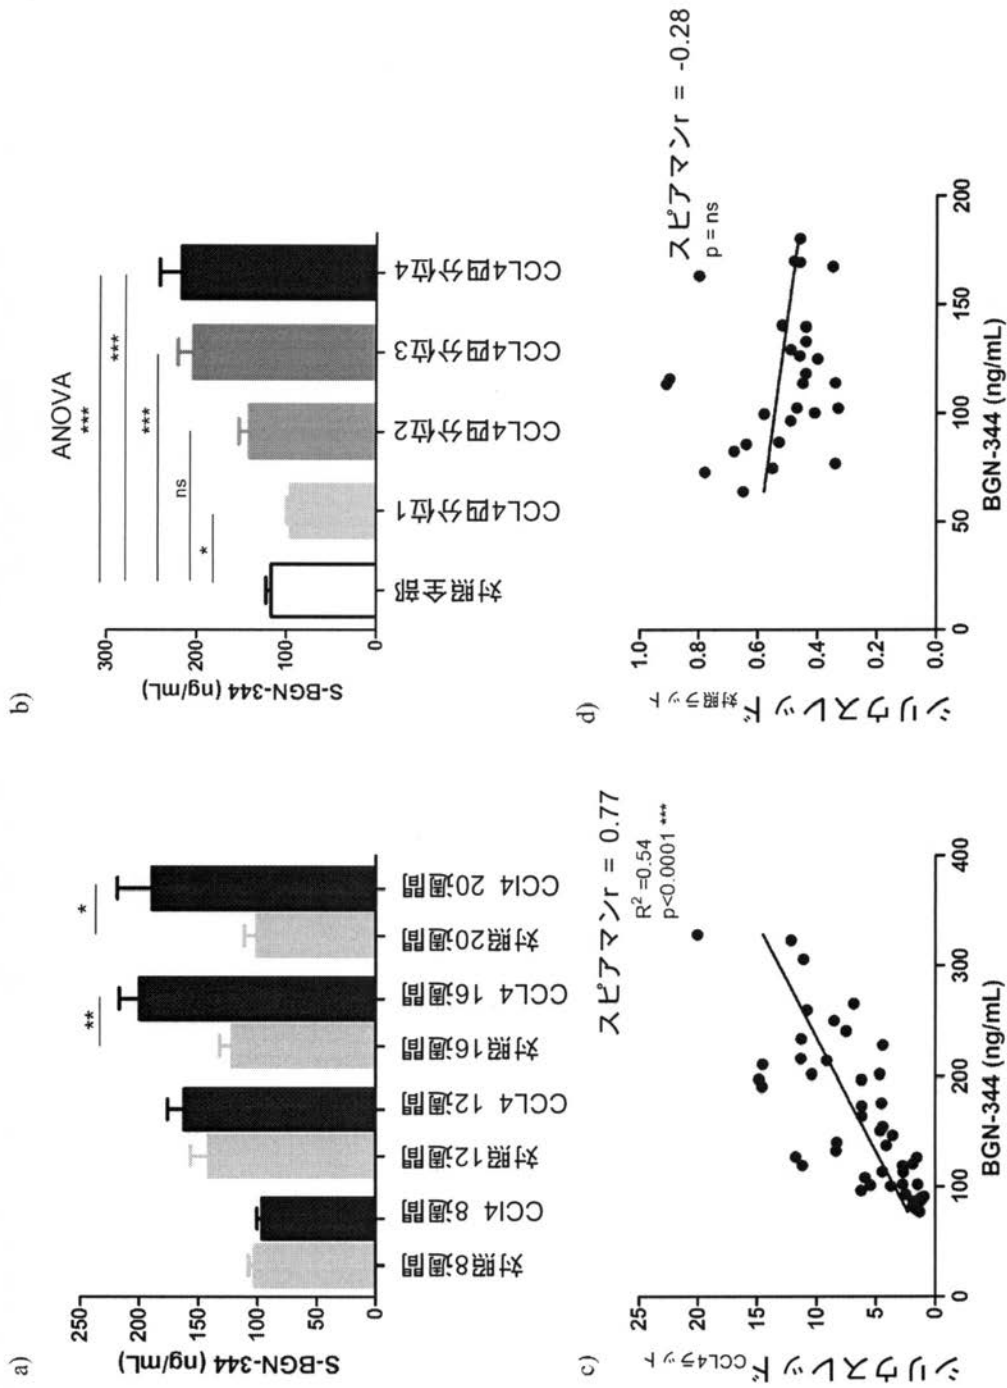 a)
S-BGN-344 (ng/mL)
250
200
150
100
50
0
*
**
対照8週間
CCl4 8週間
対照12週間
CCL4 12週間
対照16週間
CCL4 16週間
対照20週間
CCl4 20週間
b)
ANOVA
***
***
***
ns
*
S-BGN-344 (ng/mL)
300
200
100
0
対照全部
CCL4四分位1
CCL4四分位2
CCL4四分位3
CCL4四分位4
c)
スピアマンr = 0.77
R² =0.54
p<0.0001 ***
シリウスレッド
CCL4ラット
25
20
15
10
5
0
0
100
200
300
400
BGN-344 (ng/mL)
d)
スピアマンr = -0.28
p = ns
シリウスレッド
対照ラット
1.0
0.8
0.6
0.4
0.2
0.0
0
50
100
150
200
BGN-344 (ng/mL)